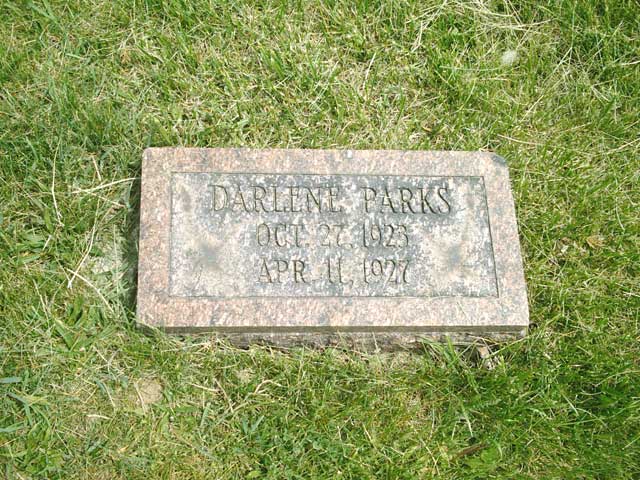 DARLENE PARKS
OCT. 27, 1923
APR. 11, 1927